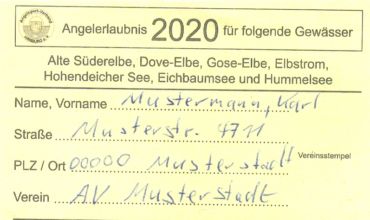 Angelerlaubnis 2020 für folgende Gewässer
Alte Süderelbe, Dove-Elbe, Gose-Elbe, Elbstrom,
Hohendeicher See, Eichbaumsee und Hummelsee
Name, Vorname Mustermann, Karl
Straße Musterstr. 4711
PLZ / Ort 00000 Musterstadt Vereinsstempel
Verein AV Musterstadt